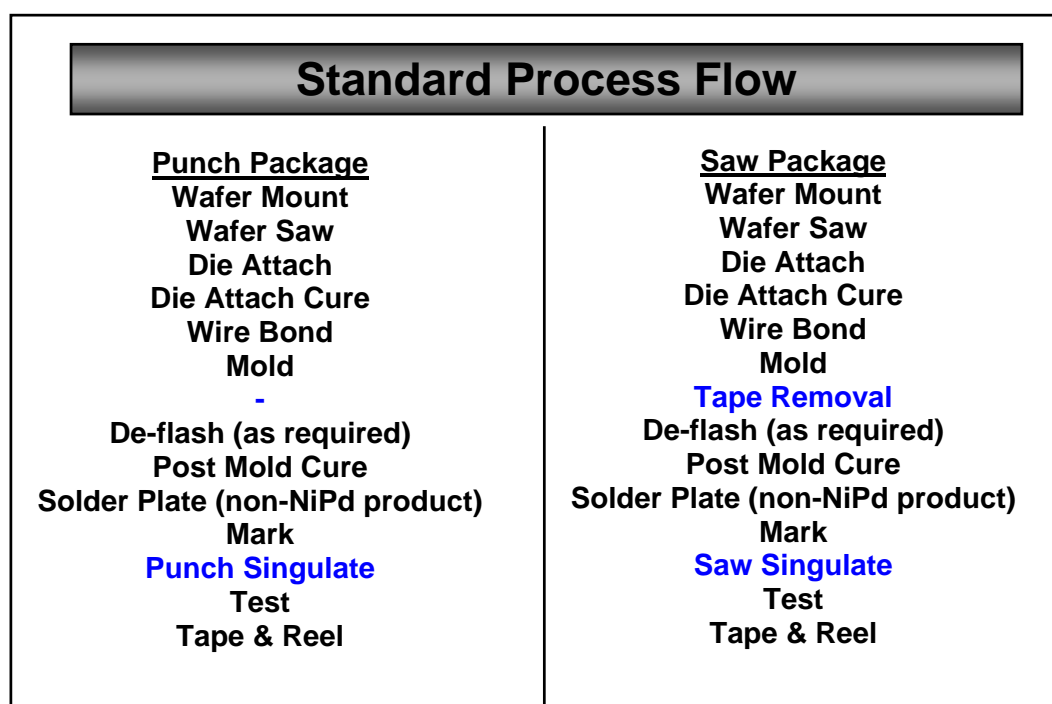 Standard Process Flow
Punch Package
Wafer Mount
Wafer Saw
Die Attach
Die Attach Cure
Wire Bond
Mold
-
De-flash (as required)
Post Mold Cure
Solder Plate (non-NiPd product)
Mark
Punch Singulate
Test
Tape & Reel
Saw Package
Wafer Mount
Wafer Saw
Die Attach
Die Attach Cure
Wire Bond
Mold
Tape Removal
De-flash (as required)
Post Mold Cure
Solder Plate (non-NiPd product)
Mark
Saw Singulate
Test
Tape & Reel